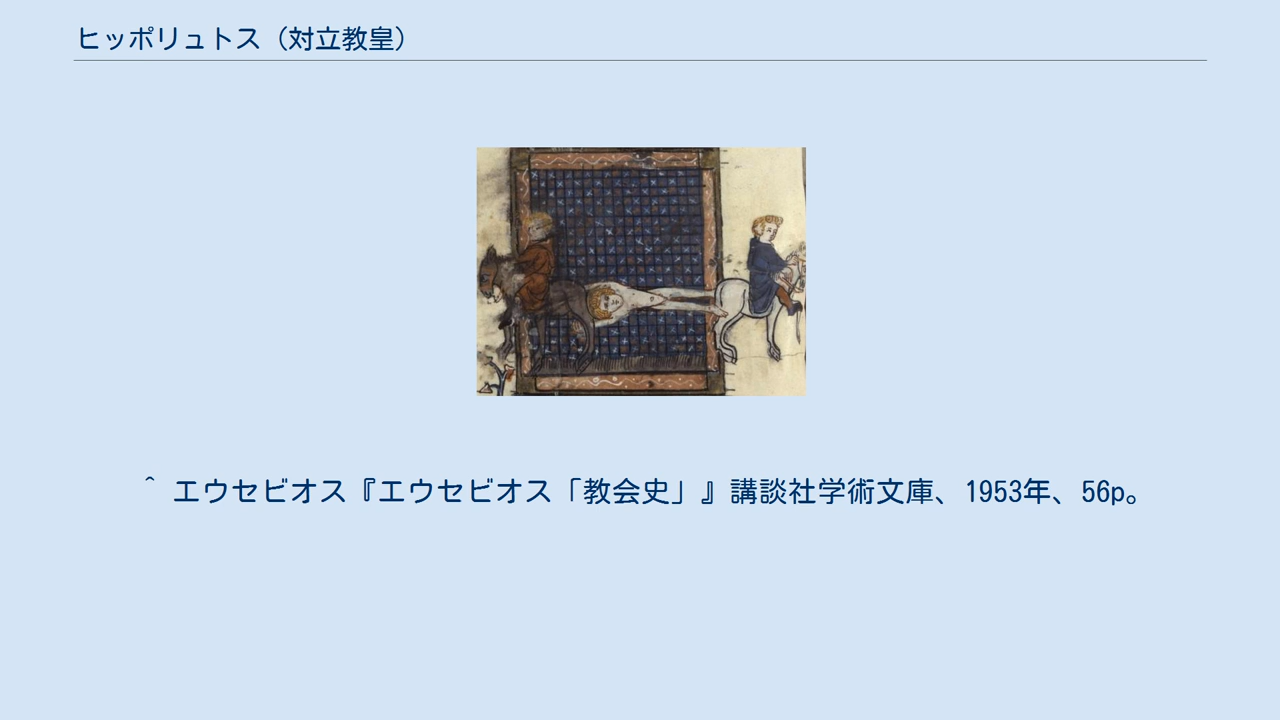 ヒッポリュトス（対立教皇）
^ エウセビオス『エウセビオス「教会史」』講談社学術文庫、1953年、56p。